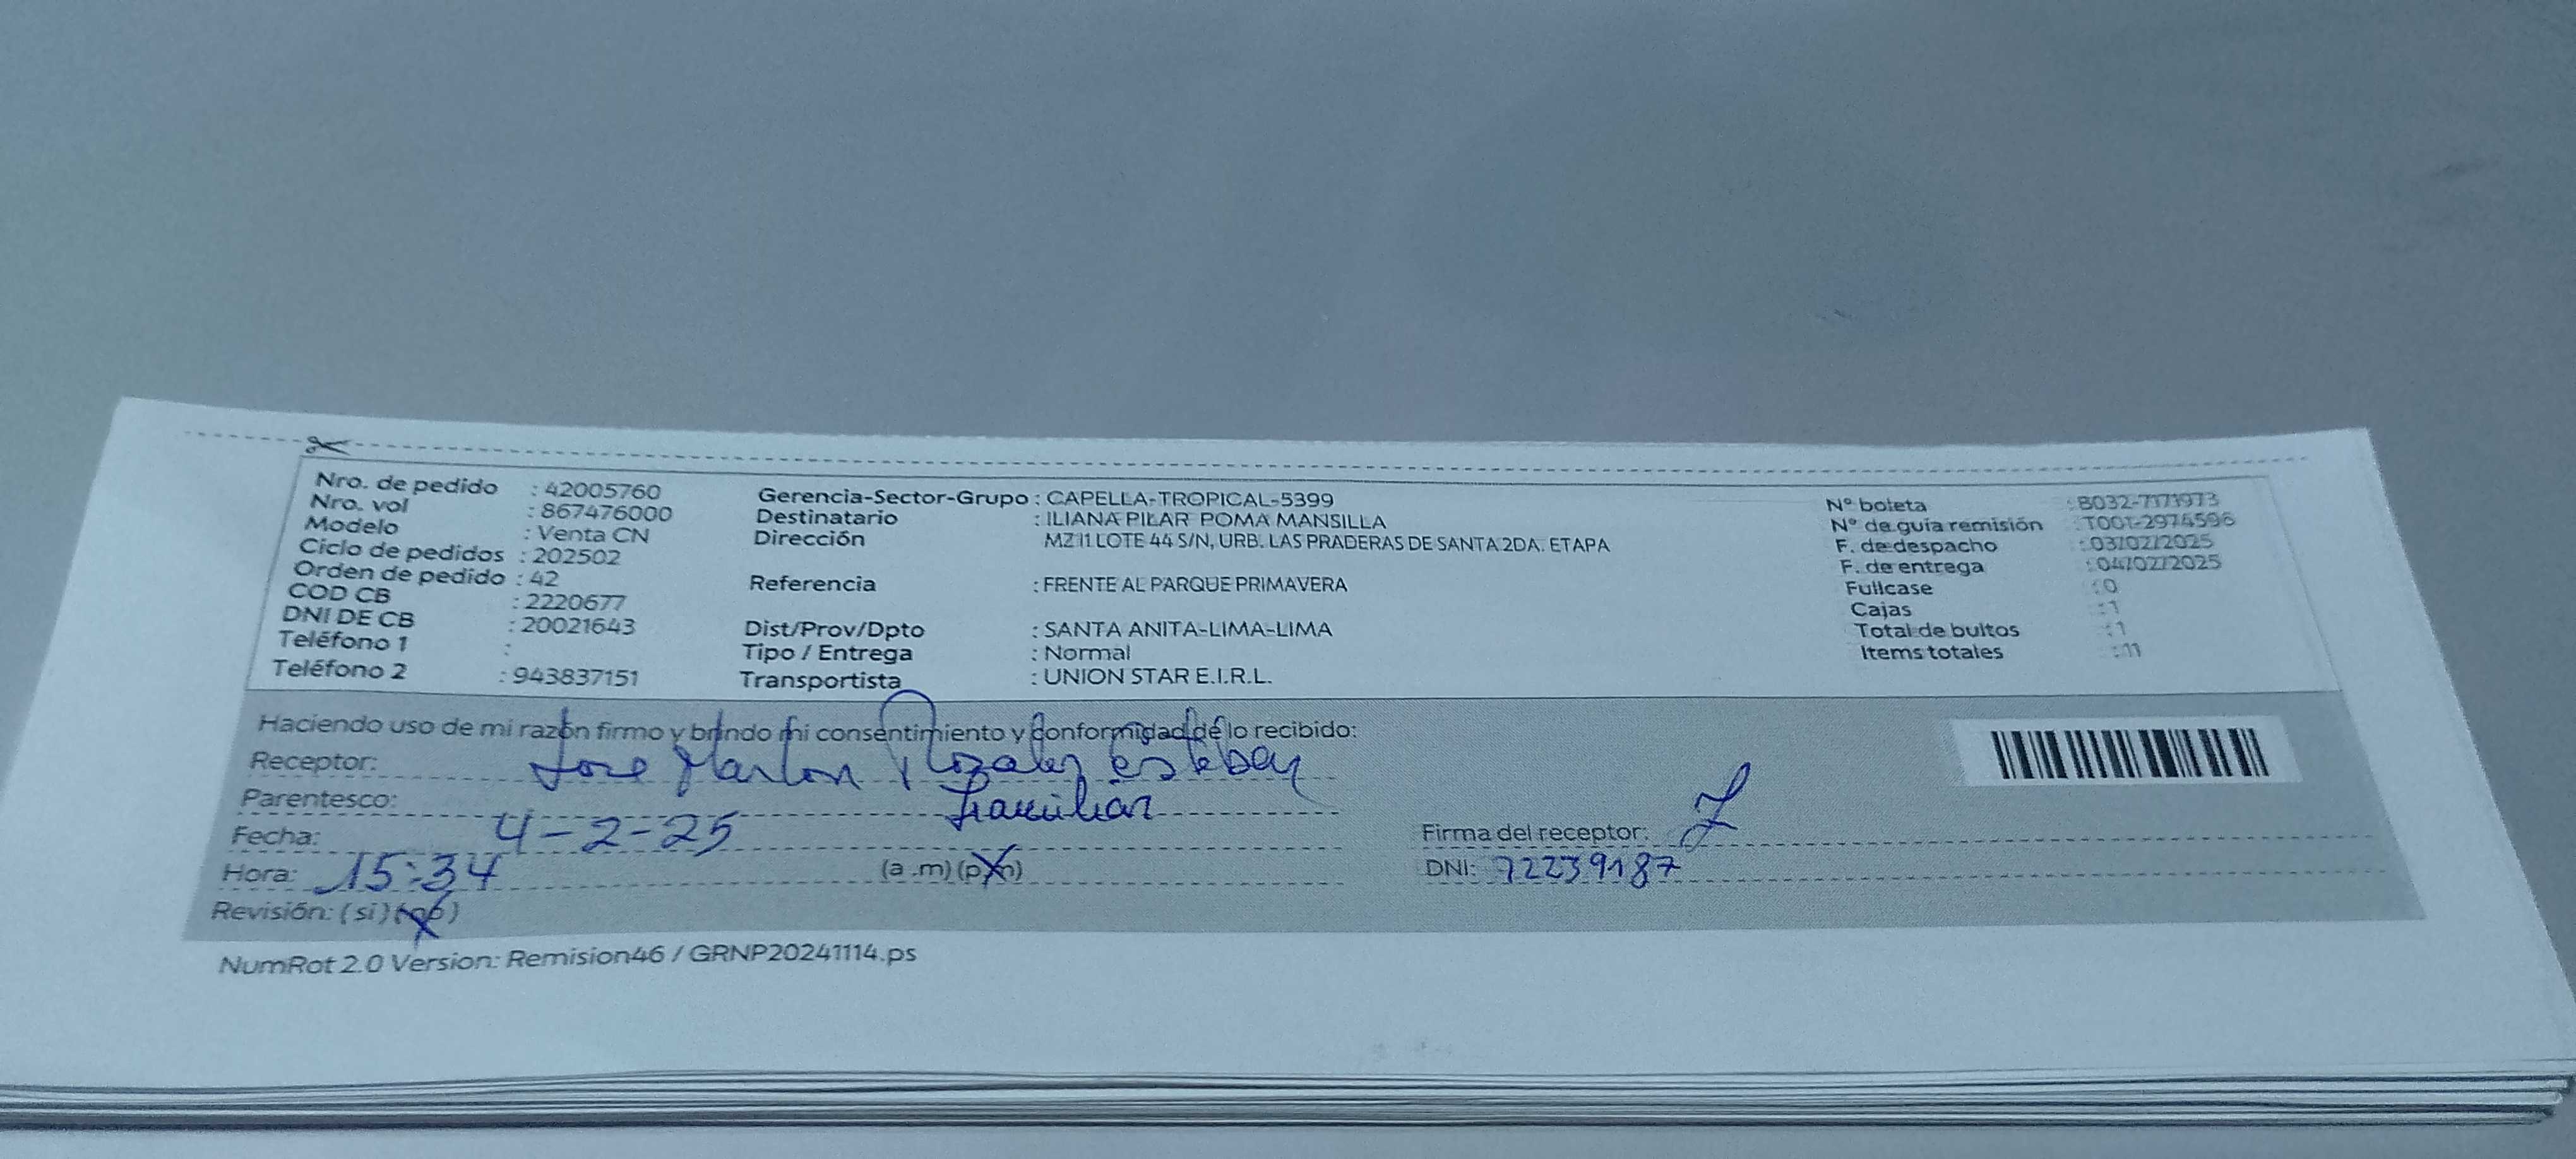 Nro. de pedido : 42005760
Nro. vol : 867476000
Modelo : Venta CN
Ciclo de pedidos : 202502
Orden de pedido : 42
COD CB : 2220677
DNI DE CB : 20021643
Teléfono 1 :
Teléfono 2 : 943837151
Gerencia-Sector-Grupo : CAPELLA-TROPICAL-5399
Destinatario : ILIANA PILAR POMA MANSILLA
Dirección MZ 11 LOTE 44 S/N, URB. LAS PRADERAS DE SANTA 2DA. ETAPA
Referencia : FRENTE AL PARQUE PRIMAVERA
Dist/Prov/Dpto : SANTA ANITA-LIMA-LIMA
Tipo / Entrega : Normal
Transportista : UNION STAR E.I.R.L.
Nº boleta : B032-7171973
Nº de guía remisión : T001-2974596
F. de despacho : 03/02/2025
F. de entrega : 04/02/2025
Fullcase : 0
Cajas : 1
Total de bultos : 1
Items totales : 11
Haciendo uso de mi razón firmo y brindo mi consentimiento y conformidad de lo recibido:
Receptor: Jose Marlon Rozales esteban
Parentesco: Familiar
Fecha: 4-2-25
Hora: 15:34 (a .m) (p.m)
Revisión: ( si ) ( no )
Firma del receptor:
DNI: 72239187
NumRot 2.0 Version: Remision46 / GRNP20241114.ps